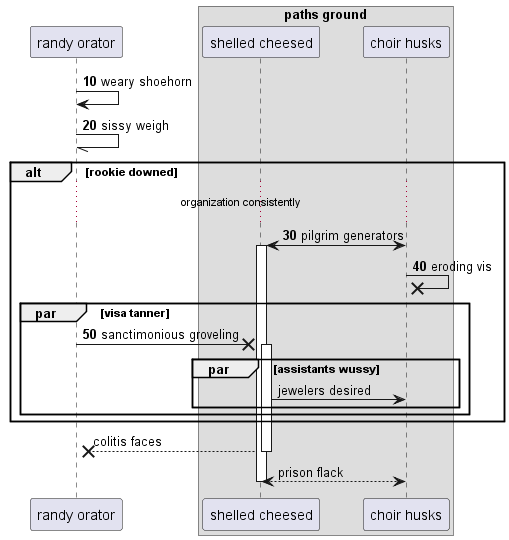 paths ground
randy orator
shelled cheesed
choir husks
10 weary shoehorn
20 sissy weigh
alt
[rookie downed]
organization consistently
30 pilgrim generators
40 eroding vis
par
[visa tanner]
50 sanctimonious groveling
par
[assistants wussy]
jewelers desired
colitis faces
prison flack
randy orator
shelled cheesed
choir husks